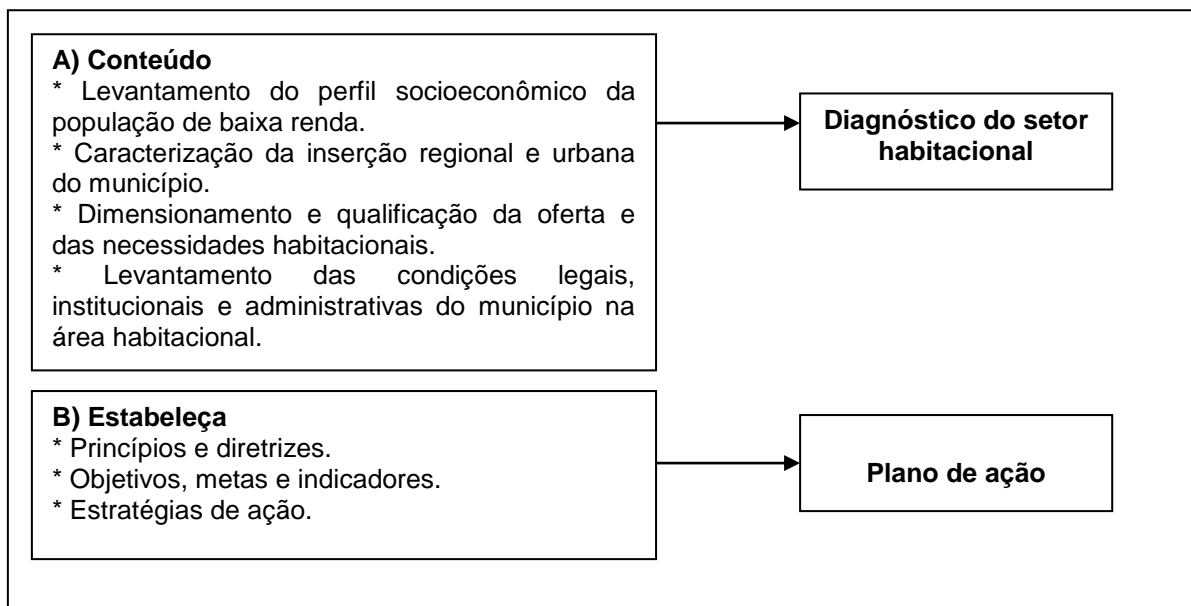 A) Conteúdo
* Levantamento do perfil socioeconômico da
população de baixa renda.
* Caracterização da inserção regional e urbana
do município.
* Dimensionamento e qualificação da oferta e
das necessidades habitacionais.
* Levantamento das condições legais,
institucionais e administrativas do município na
área habitacional.
Diagnóstico do setor
habitacional
B) Estabeleça
* Princípios e diretrizes.
* Objetivos, metas e indicadores.
* Estratégias de ação.
Plano de ação